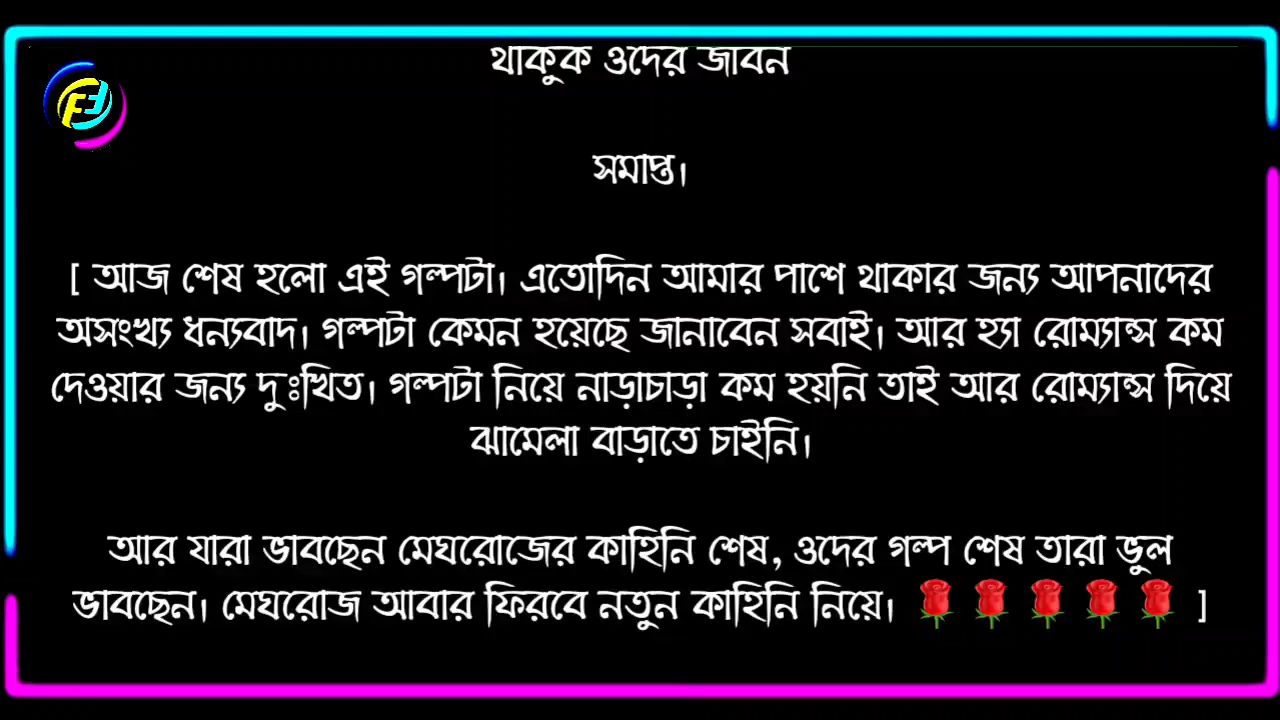 থাকুক ওদের জীবন
সমাপ্ত।
[ আজ শেষ হলো এই গল্পটা। এতোদিন আমার পাশে থাকার জন্য আপনাদের
অসংখ্য ধন্যবাদ। গল্পটা কেমন হয়েছে জানাবেন সবাই। আর হ্যা রোম্যান্স কম
দেওয়ার জন্য দুঃখিত। গল্পটা নিয়ে নাড়াচাড়া কম হয়নি তাই আর রোম্যান্স দিয়ে
ঝামেলা বাড়াতে চাইনি।
আর যারা ভাবছেন মেঘরোজের কাহিনি শেষ, ওদের গল্প শেষ তারা ভুল
ভাবছেন। মেঘরোজ আবার ফিরবে নতুন কাহিনি নিয়ে। 🌹🌹🌹🌹🌹 ]